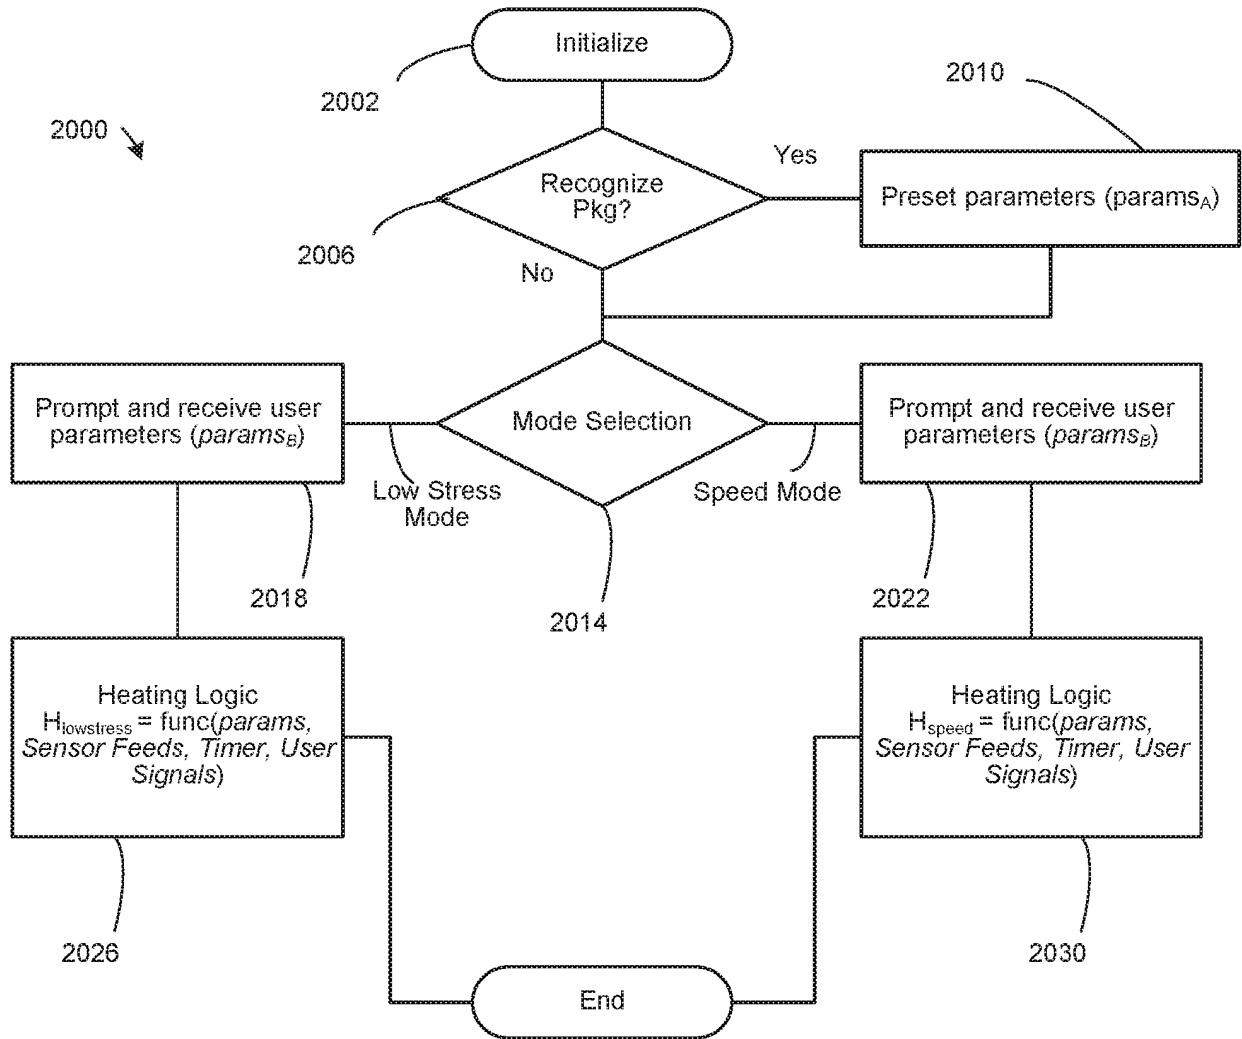 Initialize
2002
2010
2000
Yes
Recognize
Pkg?
Preset parameters (paramsA)
2006
No
Prompt and receive user
parameters (paramsB)
Mode Selection
Prompt and receive user
parameters (paramsB)
Low Stress
Mode
Speed Mode
2018
2014
2022
Heating Logic
Hlowstress = func(params,
Sensor Feeds, Timer, User
Signals)
Heating Logic
Hspeed = func(params,
Sensor Feeds, Timer, User
Signals)
2026
2030
End